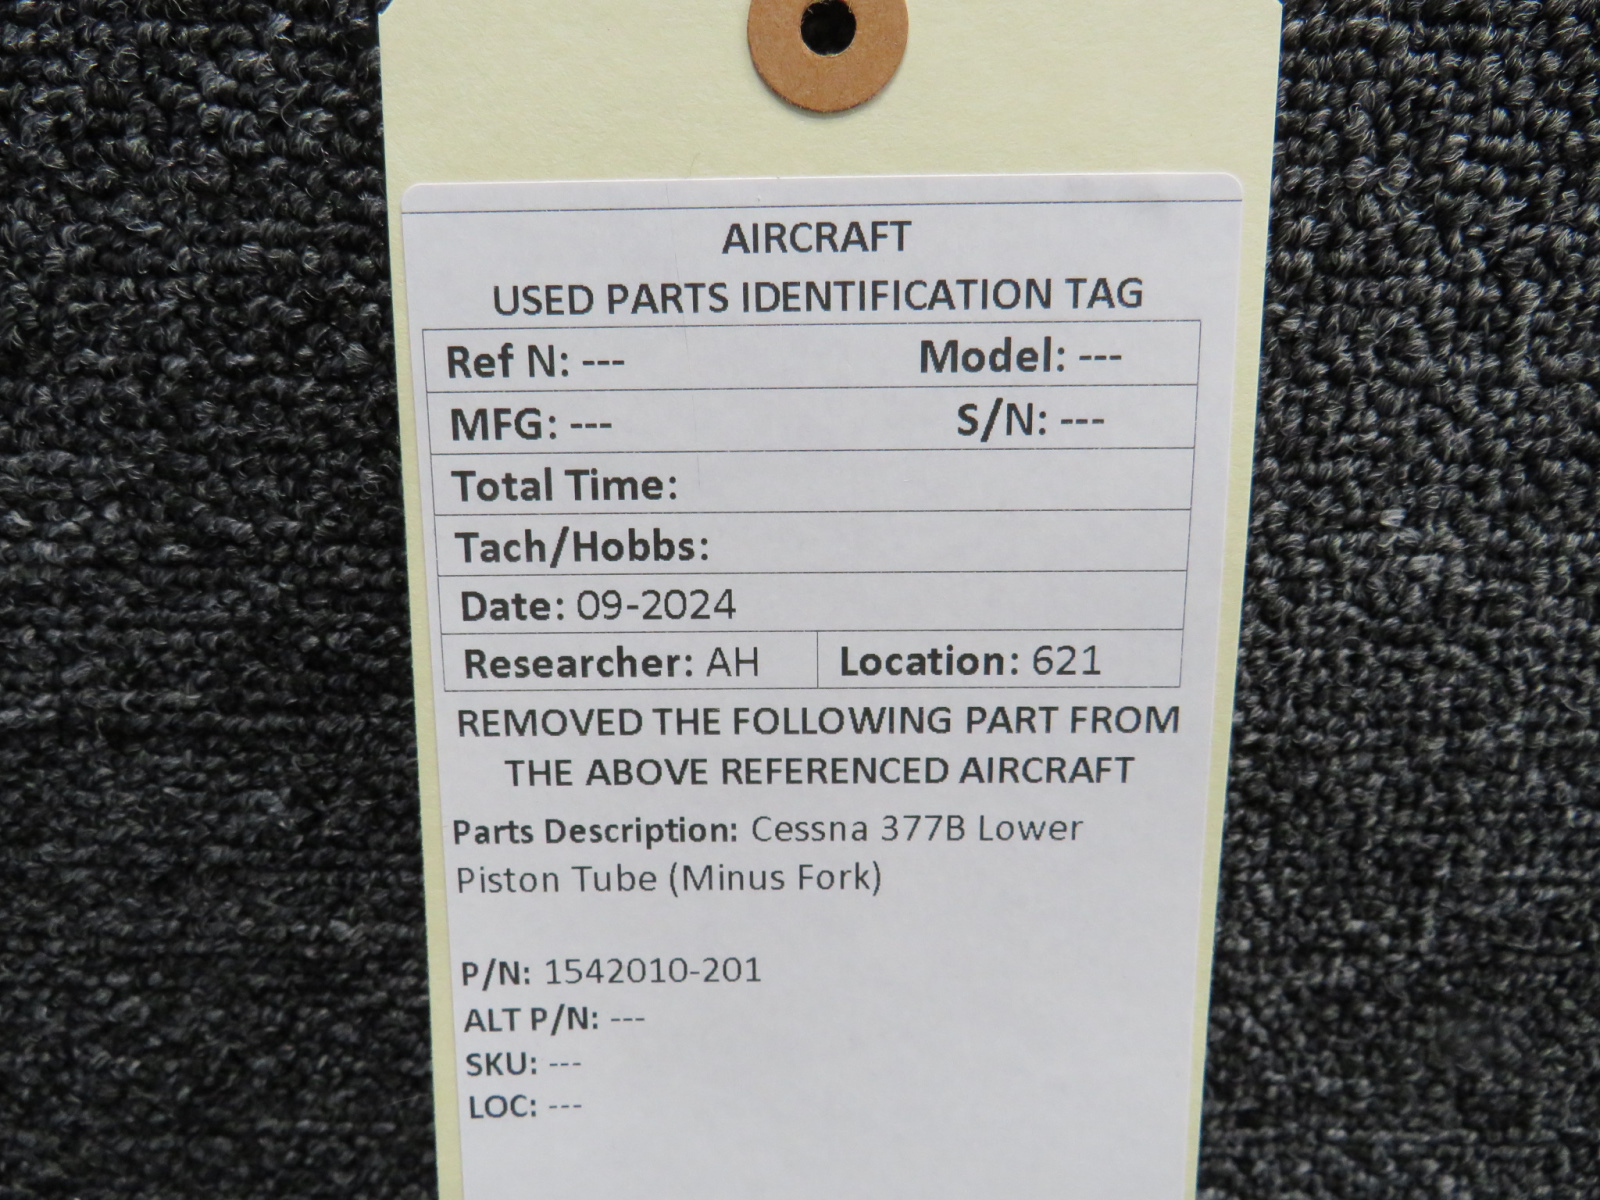 AIRCRAFT
USED PARTS IDENTIFICATION TAG
Ref N: --- Model: ---
MFG: --- S/N: ---
Total Time:
Tach/Hobbs:
Date: 09-2024
Researcher: AH Location: 621
REMOVED THE FOLLOWING PART FROM
THE ABOVE REFERENCED AIRCRAFT
Parts Description: Cessna 377B Lower
Piston Tube (Minus Fork)
P/N: 1542010-201
ALT P/N: ---
SKU: ---
LOC: ---